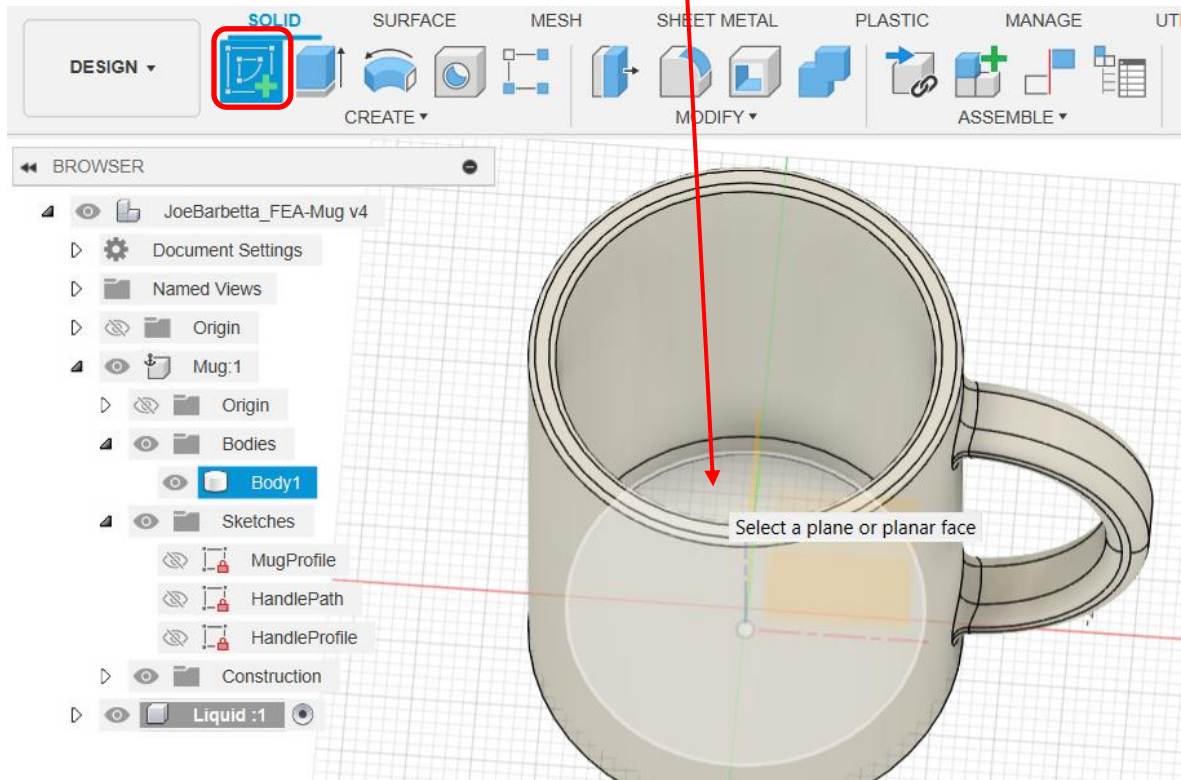 SOLID SURFACE MESH SHEET METAL PLASTIC MANAGE UTI
DESIGN ▾
CREATE ▾ MODIFY ▾ ASSEMBLE ▾
BROWSER
JoeBarbetta_FEA-Mug v4
Document Settings
Named Views
Origin
Mug:1
Origin
Bodies
Body1
Sketches
Select a plane or planar face
MugProfile
HandlePath
HandleProfile
Construction
Liquid :1